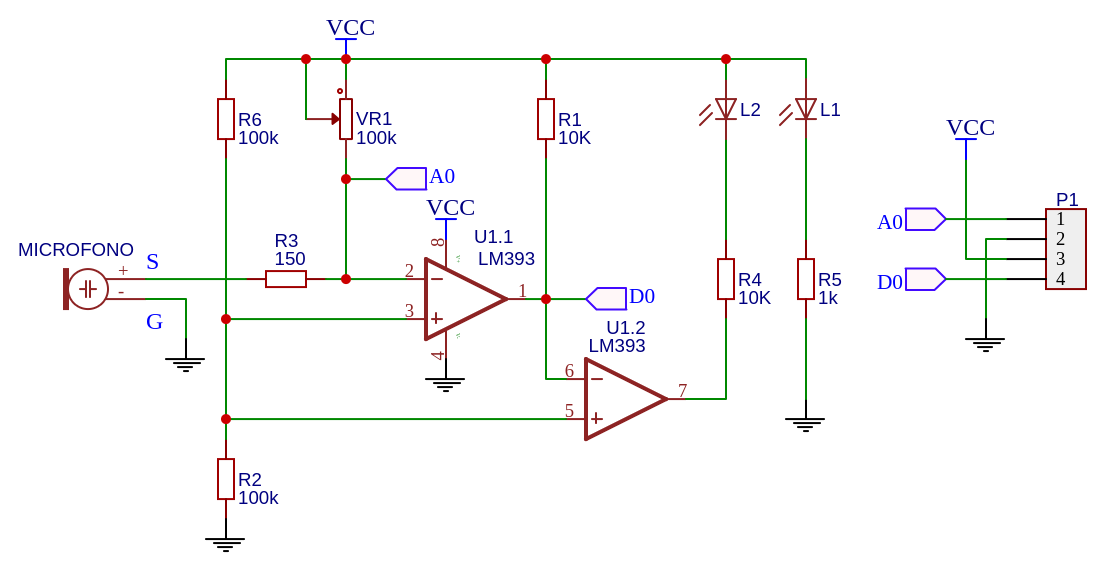 VCC
R6
100k
VR1
100k
R1
10K
L2
L1
VCC
A0
P1
VCC
MICROFONO
S
+
-
G
R3
150
2
3
8
4
U1.1
LM393
1
D0
U1.2
LM393
6
5
7
R4
10K
R5
1k
A0
D0
1
2
3
4
R2
100k